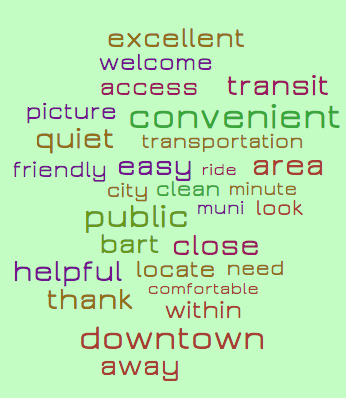 excellent
welcome
access transit
picture convenient
quiet transportation
friendly easy ride area
city clean minute
public muni look
bart close
helpful locate need
thank comfortable
within
downtown
away